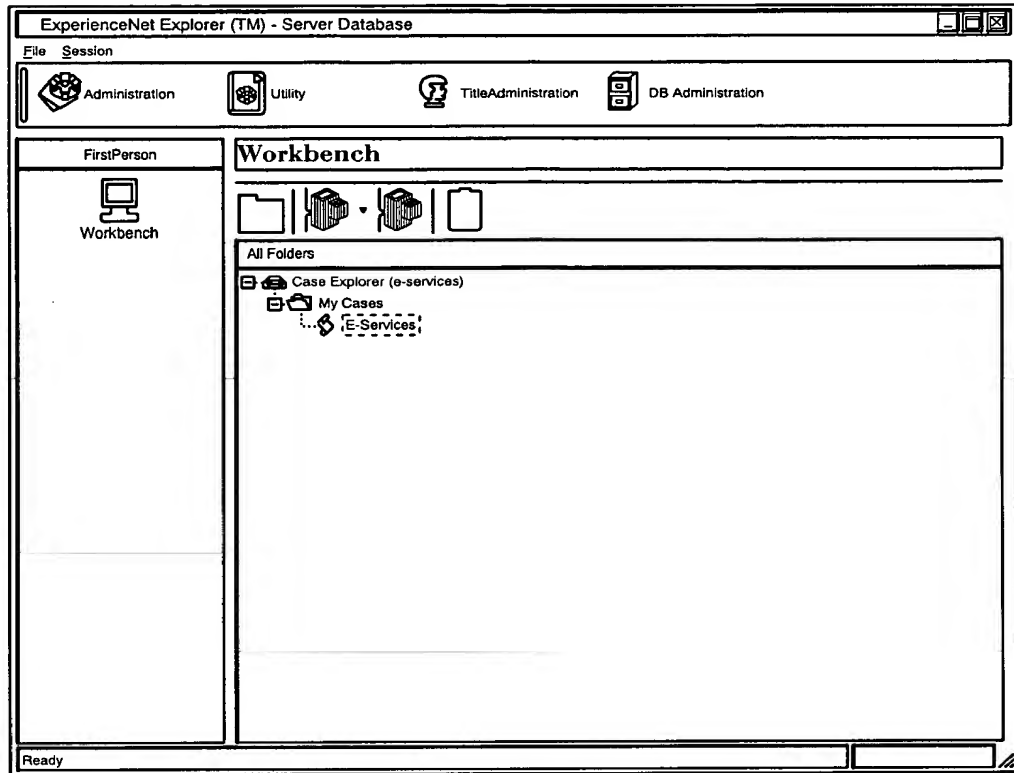 ExperienceNet Explorer (TM) - Server Database
File Session
Administration Utility TitleAdministration DB Administration
FirstPerson
Workbench
Workbench
All Folders
Case Explorer (e-services)
My Cases
E-Services
Ready